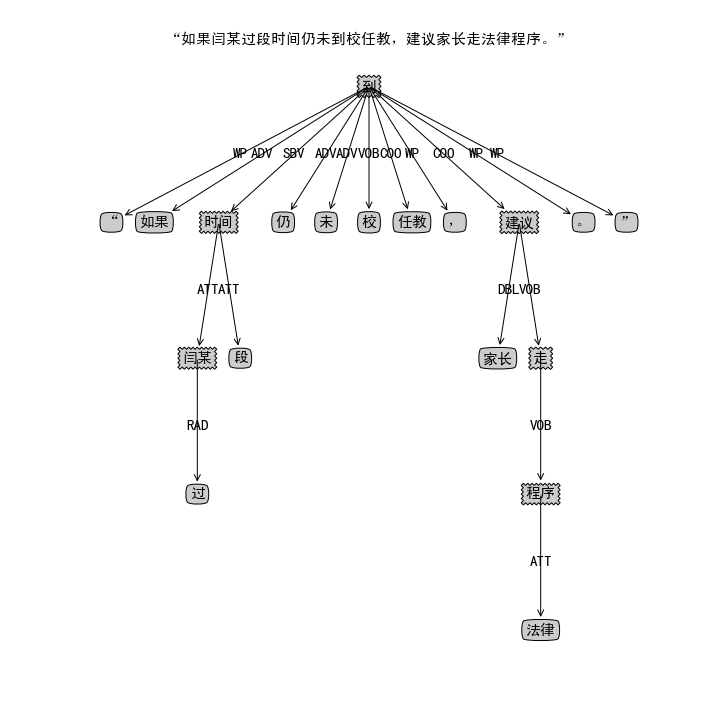 “如果闫某过段时间仍未到校任教，建议家长走法律程序。”
到
WP ADV SBV ADV ADV VOB COO WP COO WP WP
“ 如果 时间 仍 未 校 任教 ， 建议 。 ”
ATT ATT DBL VOB
闫某 段 家长 走
RAD VOB
过 程序
ATT
法律